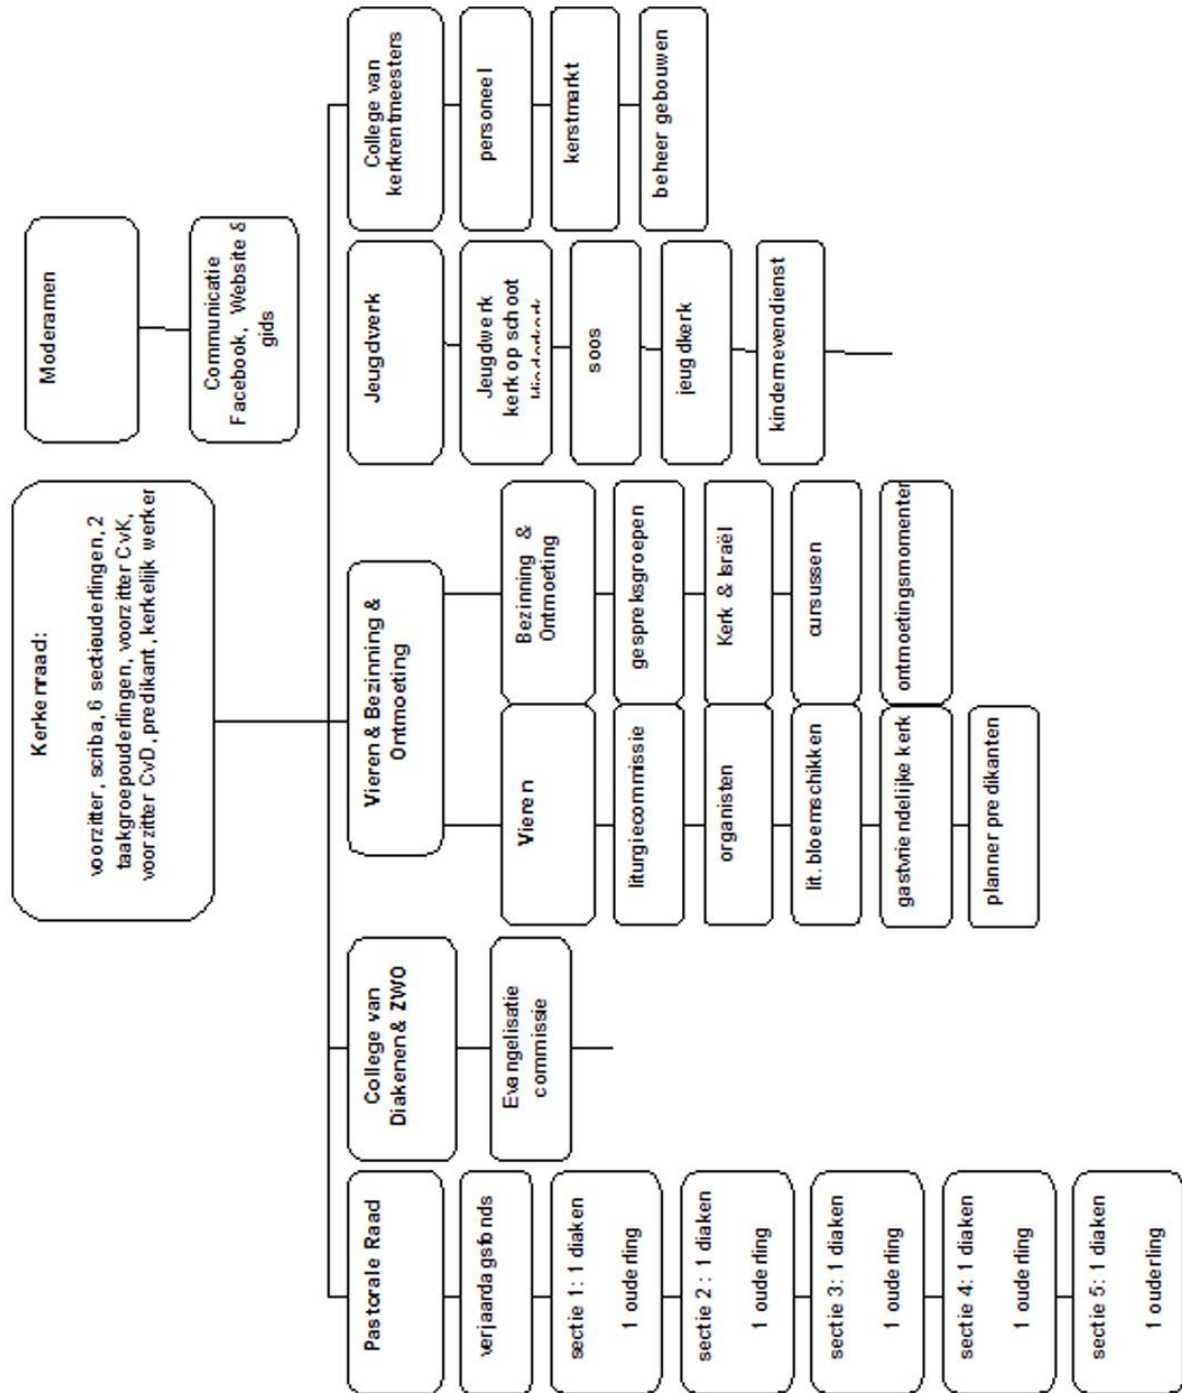 Kerkenraad:
voorzitter, scriba, 6 sectieouderlingen, 2
taakgroepouderlingen, voorzitter CvK,
voorzitter CvD, predikant, kerkelijk werker
Moderamen
Communicatie
Facebook, Website &
gids
Pastorale Raad
verjaardagsfonds
sectie 1: 1 diaken
1 ouderling
sectie 2 : 1 diaken
1 ouderling
sectie 3: 1 diaken
1 ouderling
sectie 4: 1 diaken
1 ouderling
sectie 5: 1 diaken
1 ouderling
College van
Diakenen & ZWO
Evangelisatie
commissie
Vieren & Bezinning &
Ontmoeting
Vieren
liturgiecommissie
organisten
lit. bloemschikken
gastvriendelijke kerk
planner predikanten
Bezinning &
Ontmoeting
gespreksgroepen
Kerk & Israël
cursussen
ontmoetingsmomenten
Jeugdwerk
Jeugdwerk
kerk op schoot
soos
jeugdkerk
kindernevendienst
College van
kerkrentmeesters
personeel
kerstmarkt
beheer gebouwen